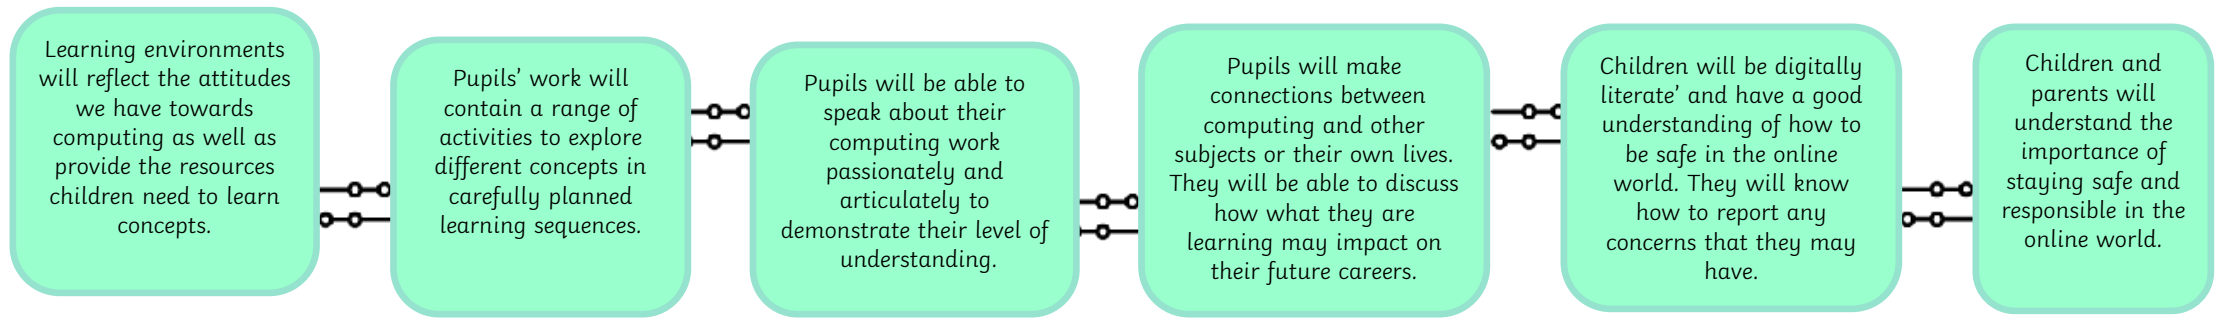 Learning environments
will reflect the attitudes
we have towards
computing as well as
provide the resources
children need to learn
concepts.
Pupils' work will
contain a range of
activities to explore
different concepts in
carefully planned
learning sequences.
Pupils will be able to
speak about their
computing work
passionately and
articulately to
demonstrate their level of
understanding.
Pupils will make
connections between
computing and other
subjects or their own lives.
They will be able to discuss
how what they are
learning may impact on
their future careers.
Children will be digitally
literate' and have a good
understanding of how to
be safe in the online
world. They will know
how to report any
concerns that they may
have.
Children and
parents will
understand the
importance of
staying safe and
responsible in the
online world.